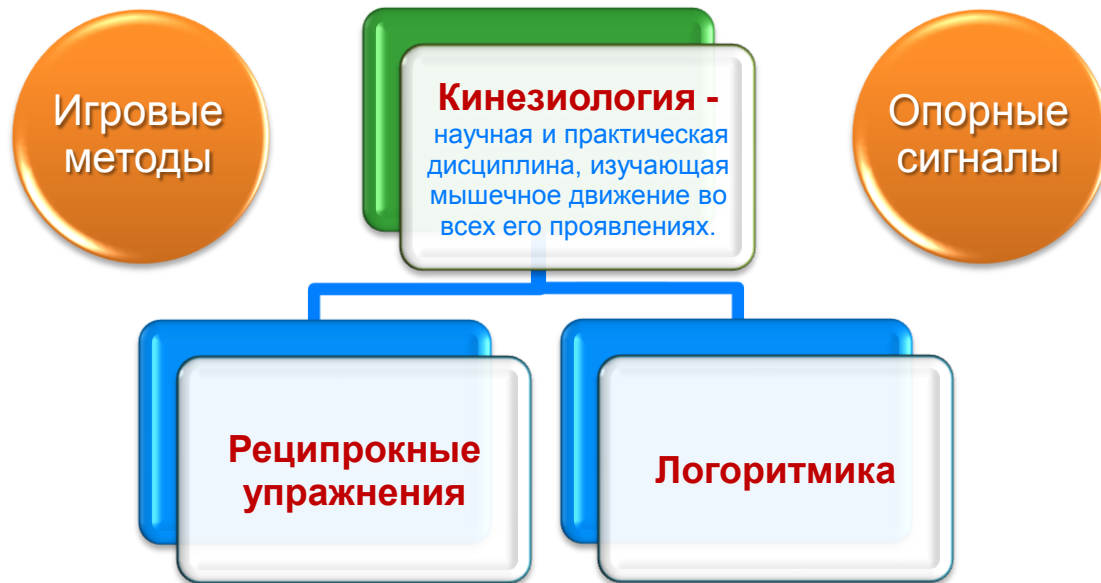 Игровые
методы
Кинезиология -
научная и практическая
дисциплина, изучающая
мышечное движение во
всех его проявлениях.
Опорные
сигналы
Реципрокные
упражнения
Логоритмика